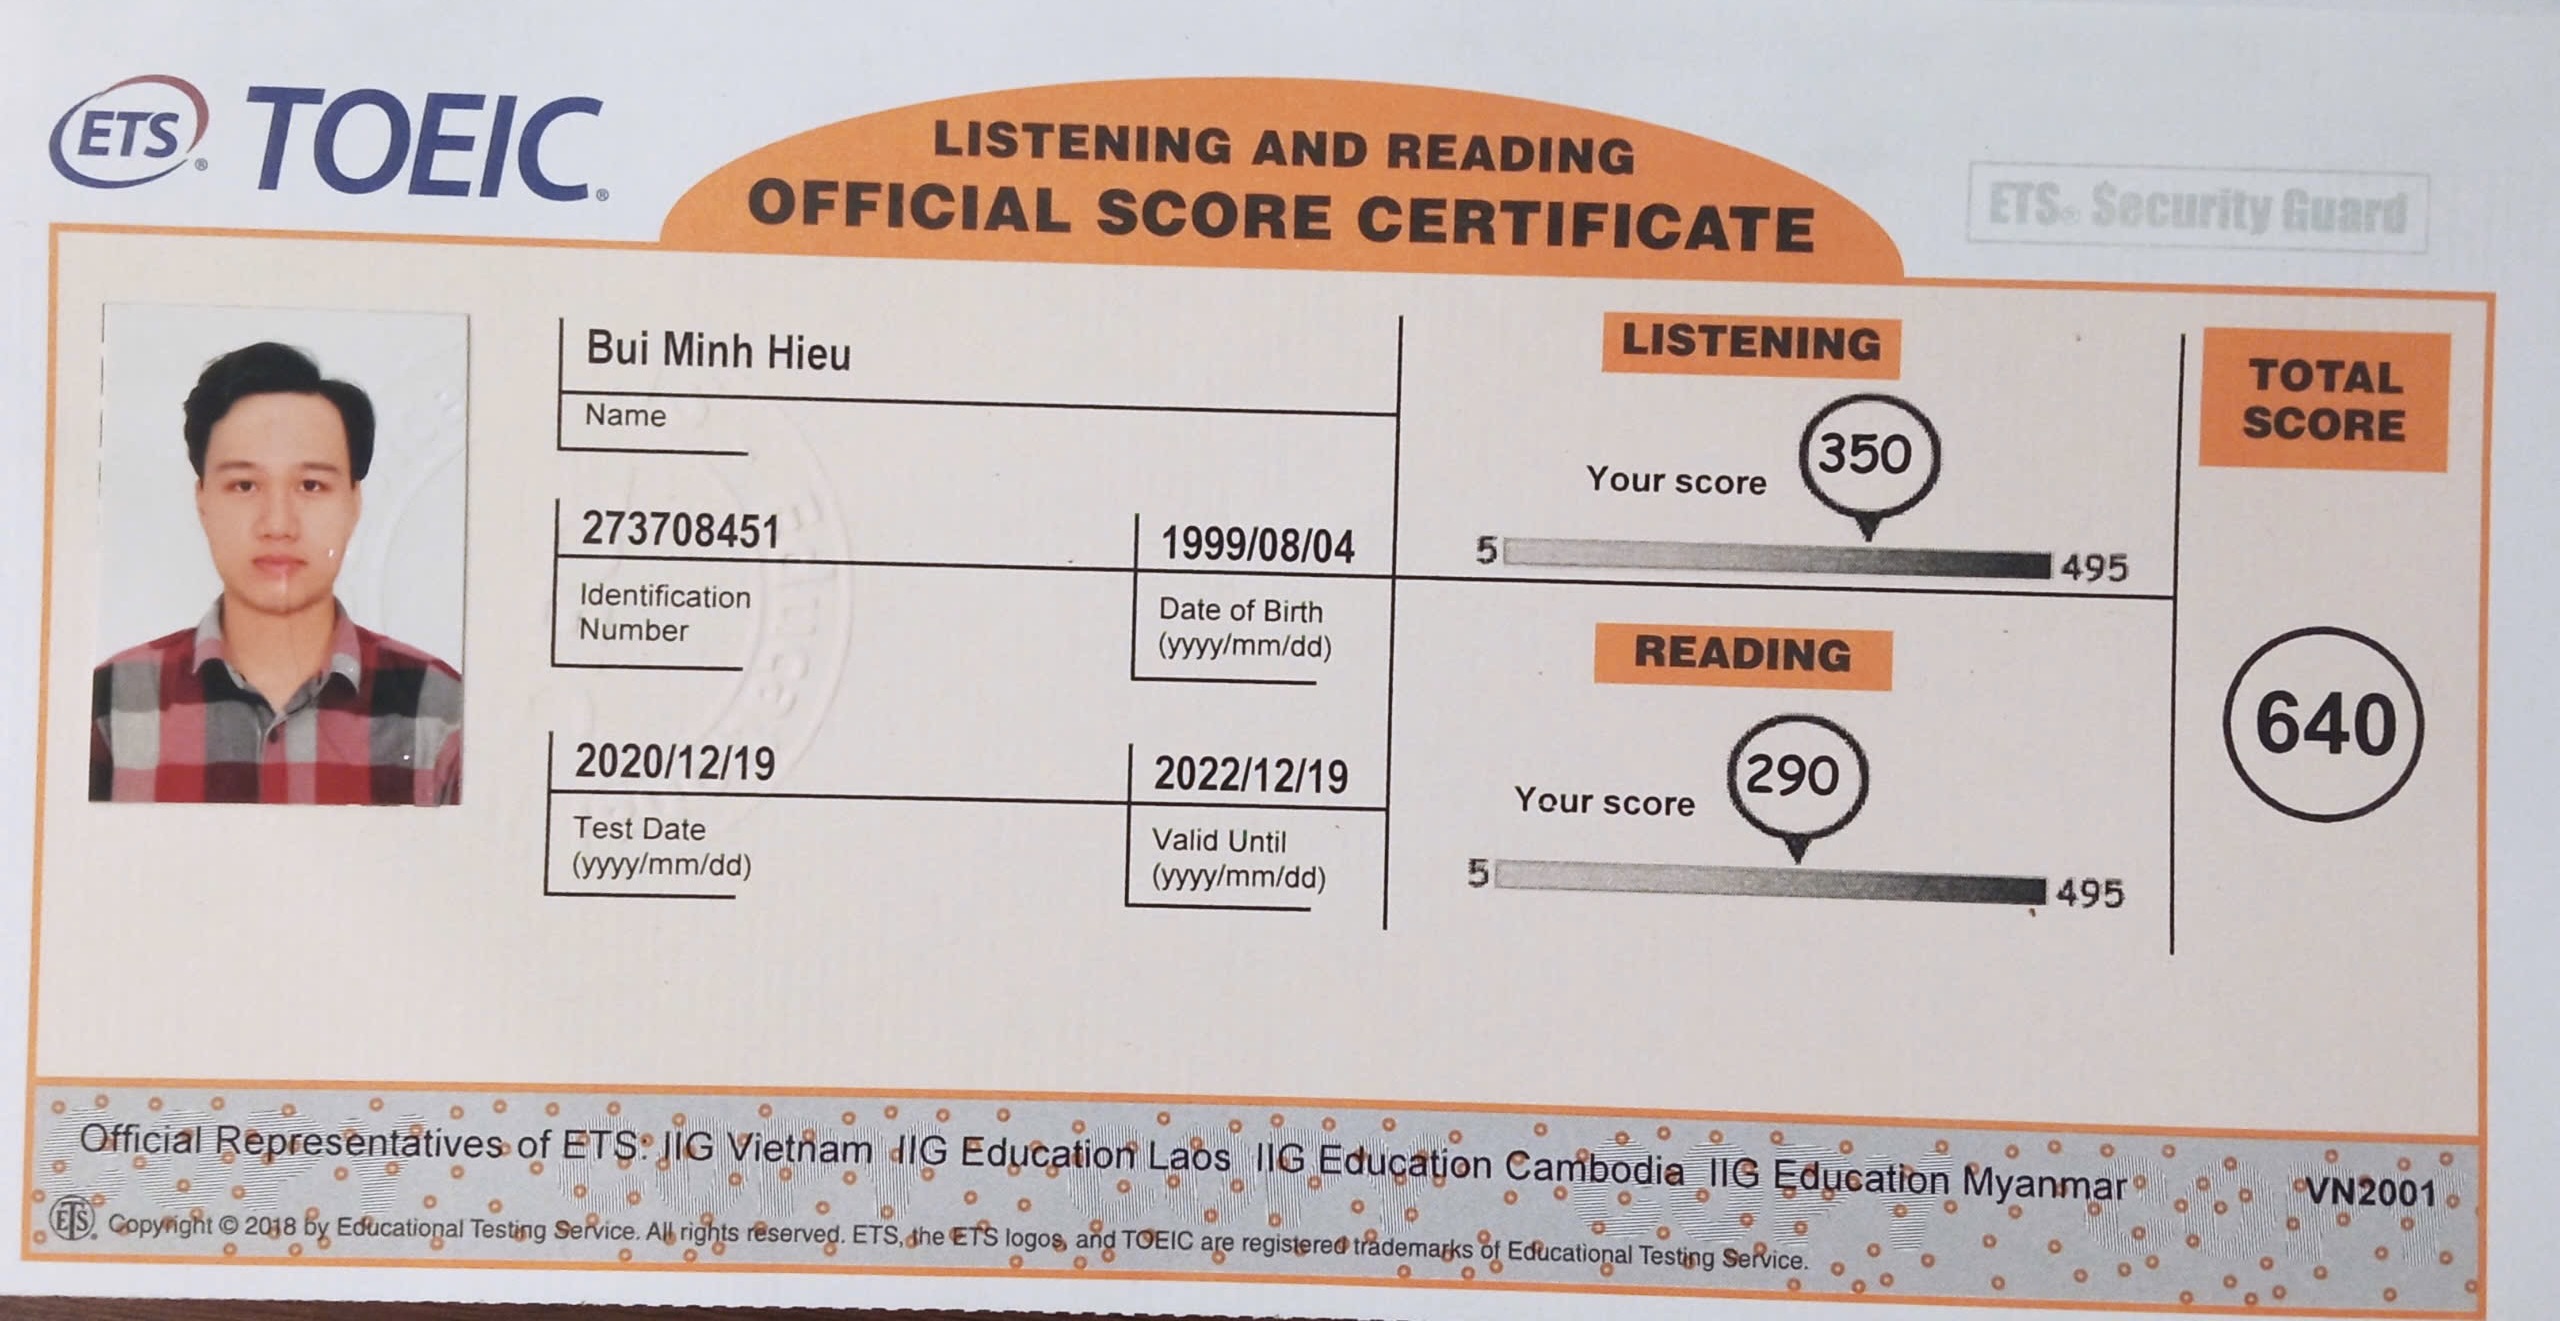 ETS® TOEIC®
LISTENING AND READING
OFFICIAL SCORE CERTIFICATE
ETS® Security Guard
Bui Minh Hieu
Name
273708451
Identification
Number
1999/08/04
Date of Birth
(yyyy/mm/dd)
2020/12/19
Test Date
(yyyy/mm/dd)
2022/12/19
Valid Until
(yyyy/mm/dd)
LISTENING
Your score 350
5 495
READING
Your score 290
5 495
TOTAL
SCORE
640
Official Representatives of ETS: IIG Vietnam IIG Education Laos IIG Education Cambodia IIG Education Myanmar VN2001
ETS® Copyright © 2018 by Educational Testing Service. All rights reserved. ETS, the ETS logos, and TOEIC are registered trademarks of Educational Testing Service.